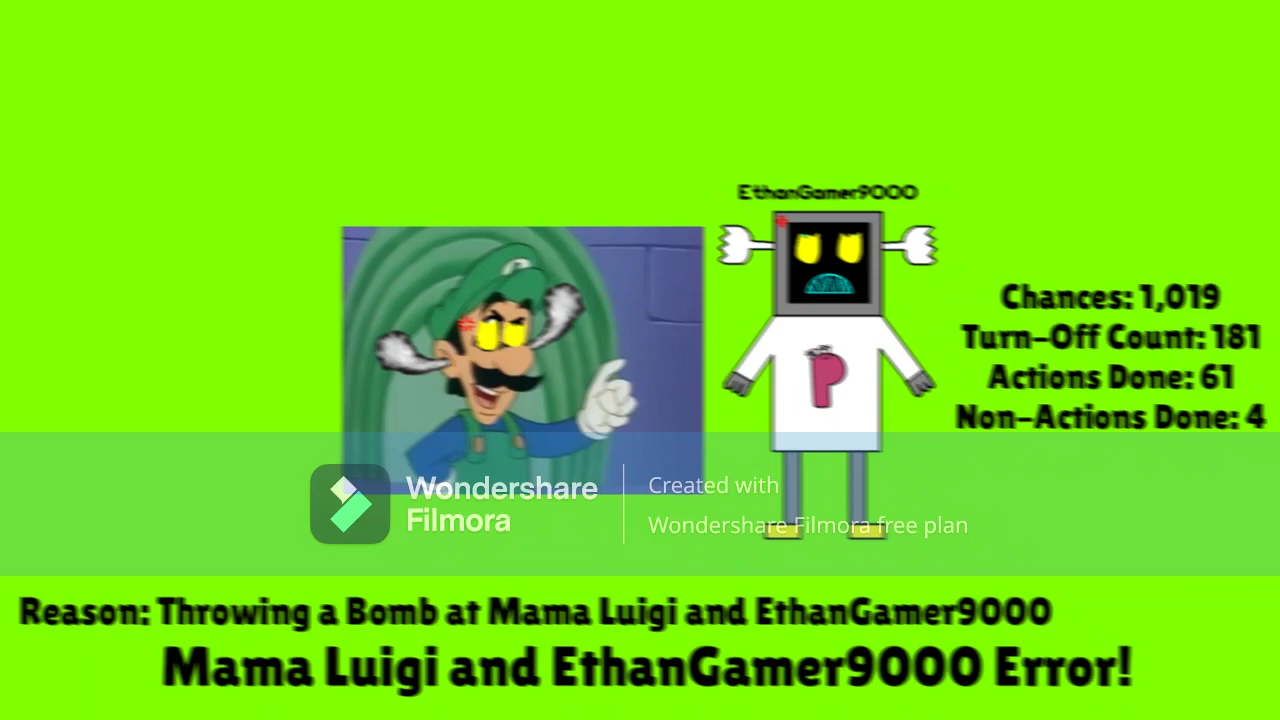 EthanGamer9000
Chances: 1,019
Turn-Off Count: 181
Actions Done: 61
Non-Actions Done: 4
P
Wondershare
Filmora
Created with
Wondershare Filmora free plan
Reason: Throwing a Bomb at Mama Luigi and EthanGamer9000
Mama Luigi and EthanGamer9000 Error!